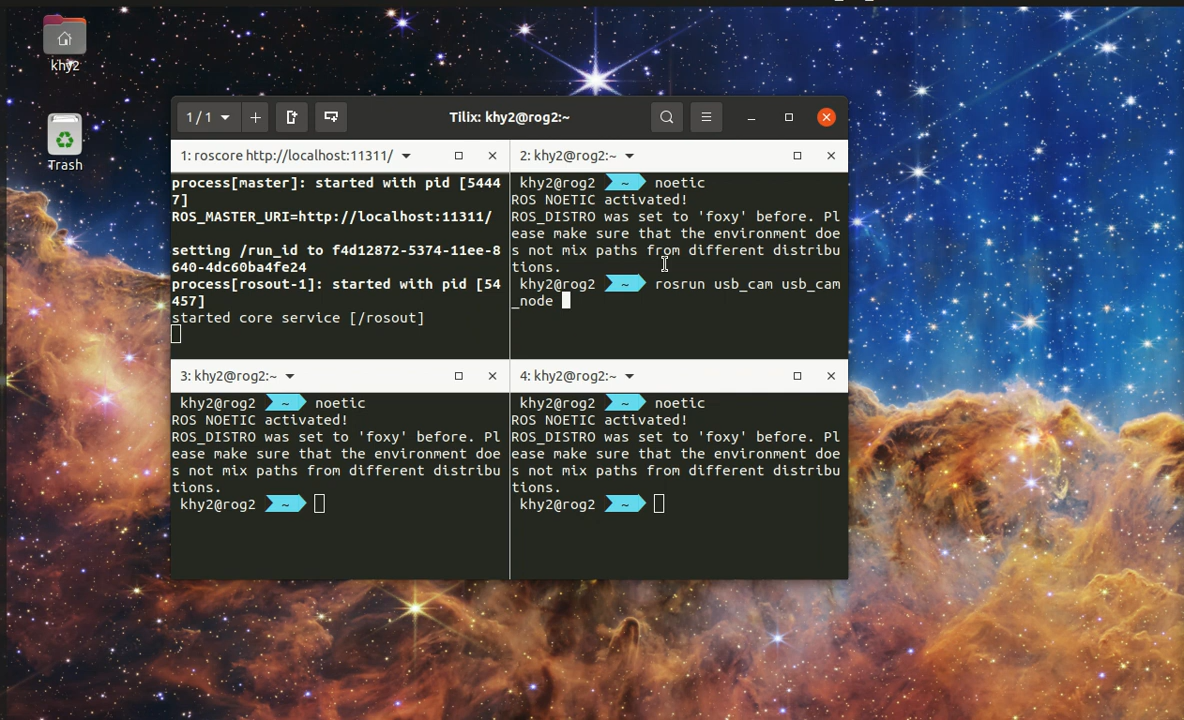 khy2
Trash
1 / 1
Tilix: khy2@rog2:~
1: roscore http://localhost:11311/
process[master]: started with pid [5444
7]
ROS_MASTER_URI=http://localhost:11311/
setting /run_id to f4d12872-5374-11ee-8
640-4dc60ba4fe24
process[rosout-1]: started with pid [54
457]
started core service [/rosout]
2: khy2@rog2:~
khy2@rog2 ~ noetic
ROS NOETIC activated!
ROS_DISTRO was set to 'foxy' before. Pl
ease make sure that the environment doe
s not mix paths from different distribu
tions.
khy2@rog2 ~ rosrun usb_cam usb_cam
_node
3: khy2@rog2:~
khy2@rog2 ~ noetic
ROS NOETIC activated!
ROS_DISTRO was set to 'foxy' before. Pl
ease make sure that the environment doe
s not mix paths from different distribu
tions.
khy2@rog2 ~
4: khy2@rog2:~
khy2@rog2 ~ noetic
ROS NOETIC activated!
ROS_DISTRO was set to 'foxy' before. Pl
ease make sure that the environment doe
s not mix paths from different distribu
tions.
khy2@rog2 ~